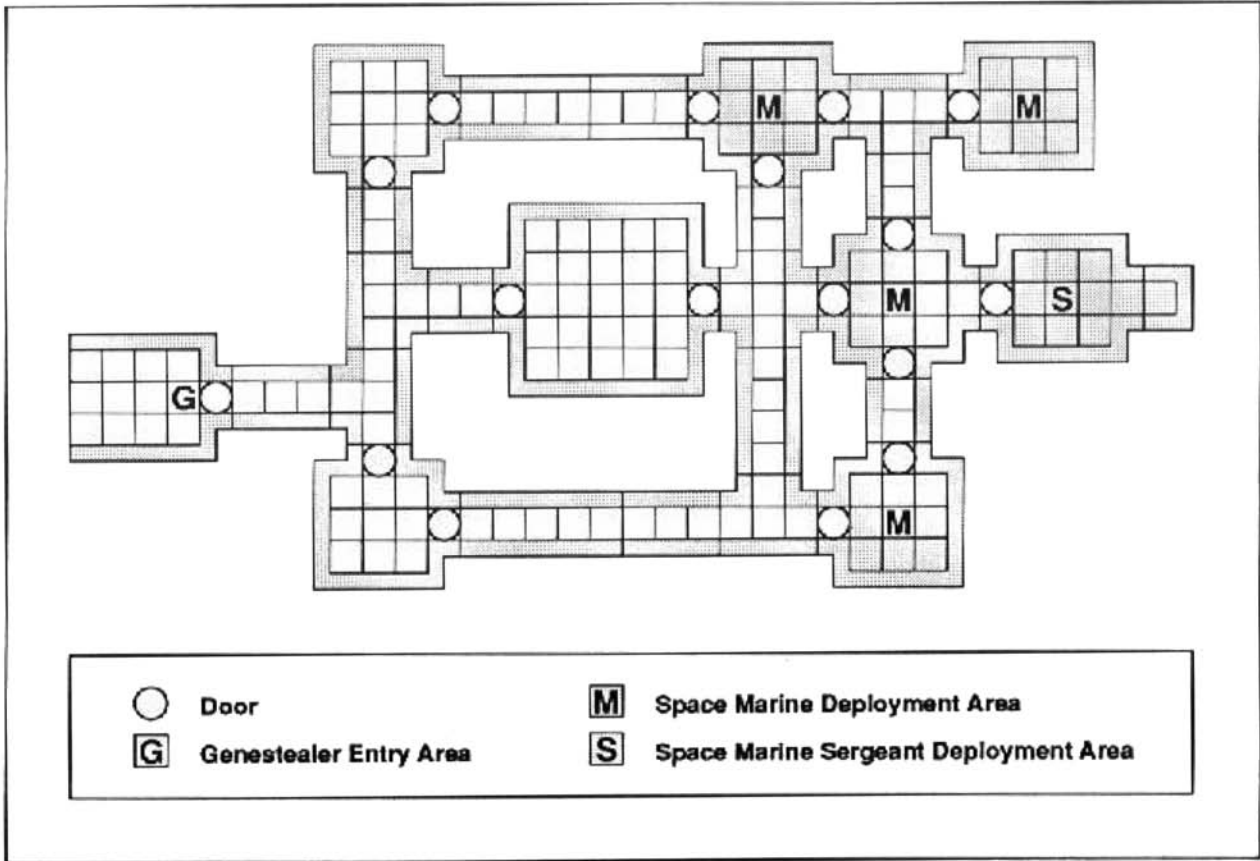 M M
M S
G
M
Door
M Space Marine Deployment Area
G Genestealer Entry Area
S Space Marine Sergeant Deployment Area